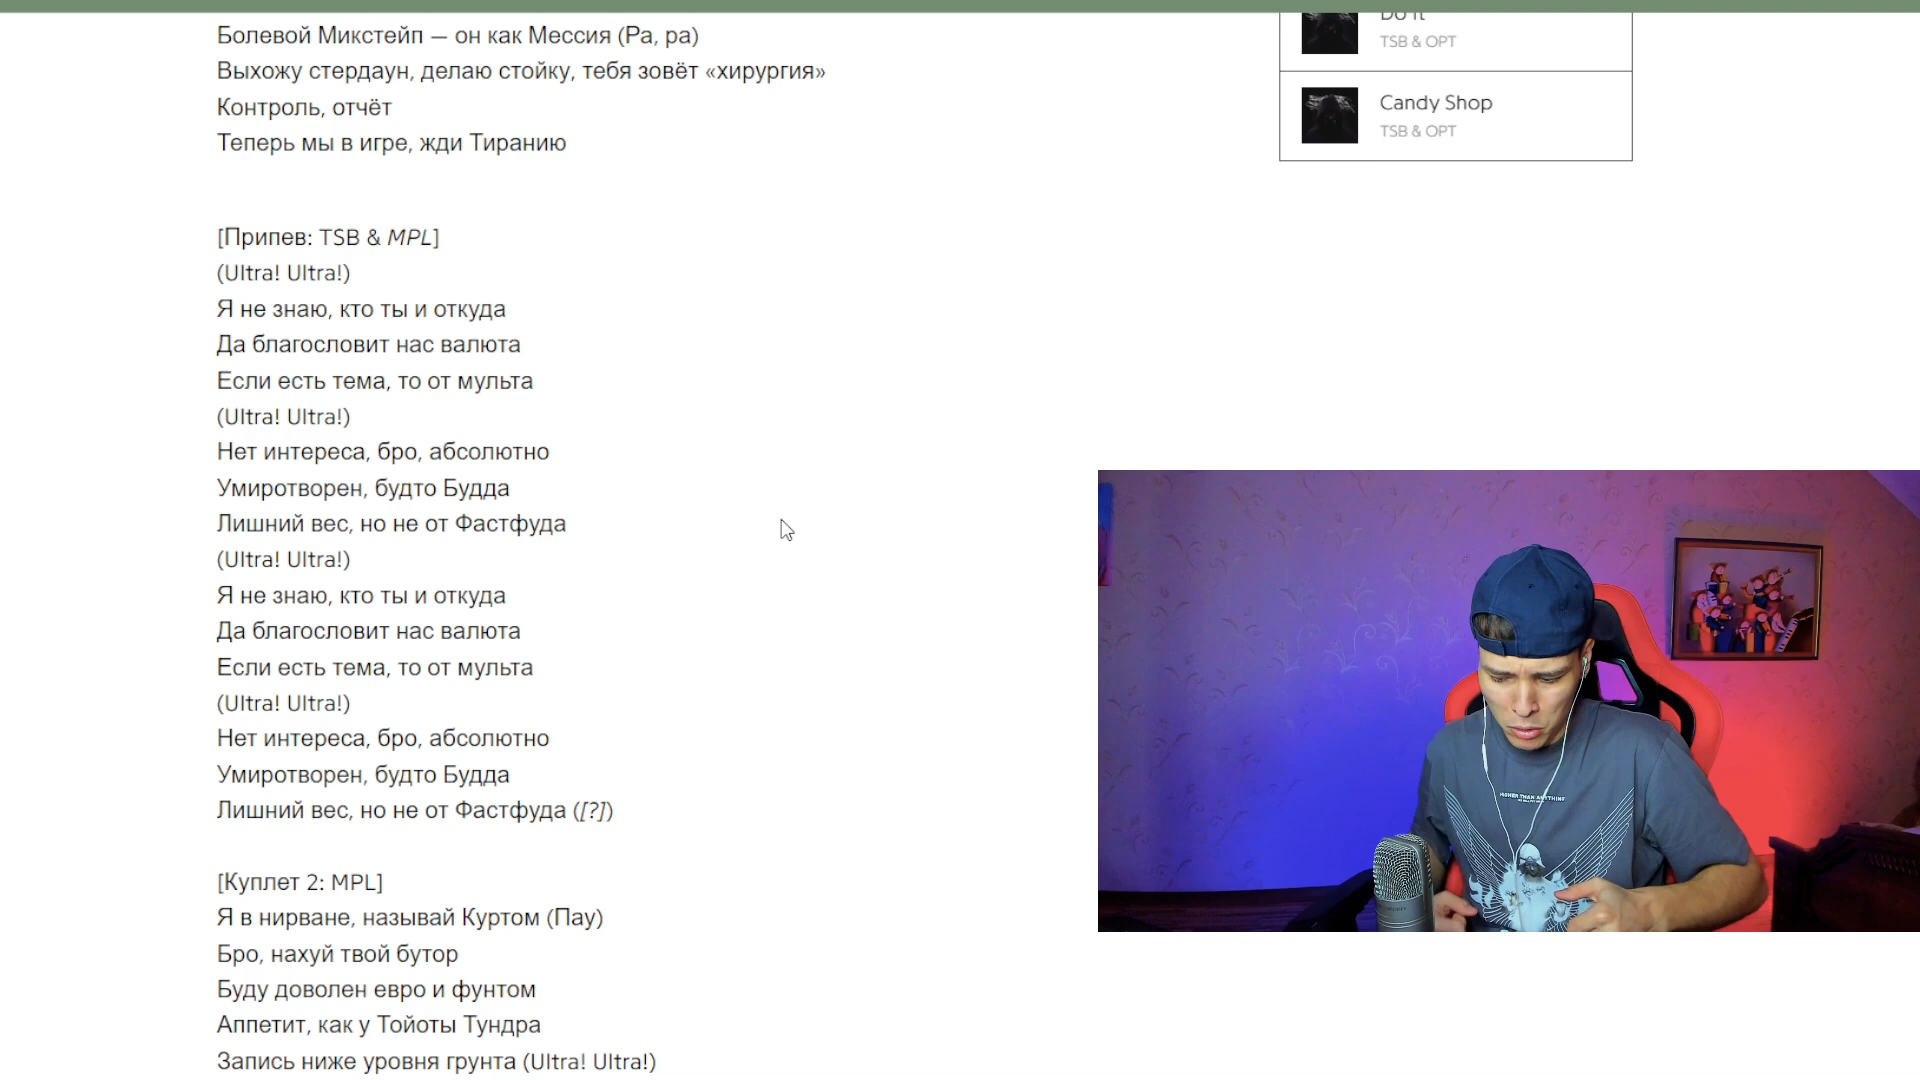 Do It
TSB & OPT
Candy Shop
TSB & OPT
Болевой Микстейп — он как Мессия (Ра, ра)
Выхожу стердаун, делаю стойку, тебя зовёт «хирургия»
Контроль, отчёт
Теперь мы в игре, жди Тиранию
[Припев: TSB & MPL]
(Ultra! Ultra!)
Я не знаю, кто ты и откуда
Да благословит нас валюта
Если есть тема, то от мульта
(Ultra! Ultra!)
Нет интереса, бро, абсолютно
Умиротворен, будто Будда
Лишний вес, но не от Фастфуда
(Ultra! Ultra!)
Я не знаю, кто ты и откуда
Да благословит нас валюта
Если есть тема, то от мульта
(Ultra! Ultra!)
Нет интереса, бро, абсолютно
Умиротворен, будто Будда
Лишний вес, но не от Фастфуда ([?])
[Куплет 2: MPL]
Я в нирване, называй Куртом (Пау)
Бро, нахуй твой бутор
Буду доволен евро и фунтом
Аппетит, как у Тойоты Тундра
Запись ниже уровня грунта (Ultra! Ultra!)
HIGHER THAN ANYTHING